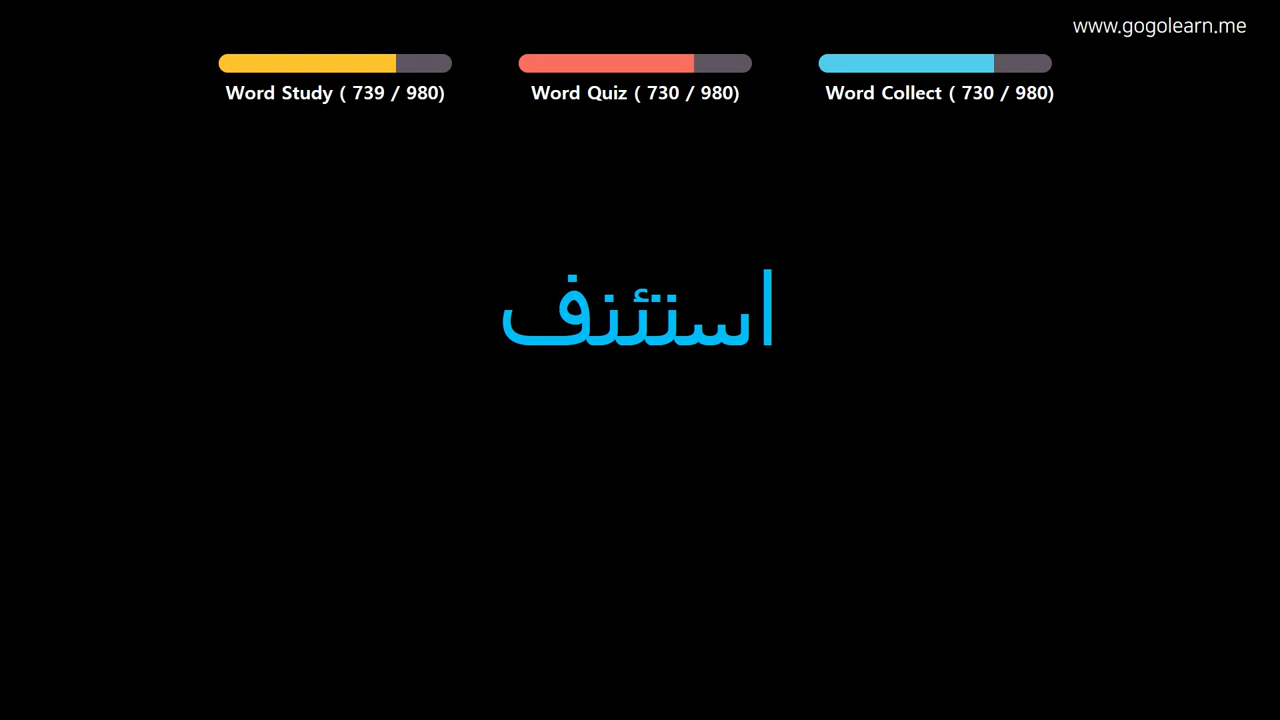 www.gogolearn.me
Word Study ( 739 / 980)
Word Quiz ( 730 / 980)
Word Collect ( 730 / 980)
استئنف